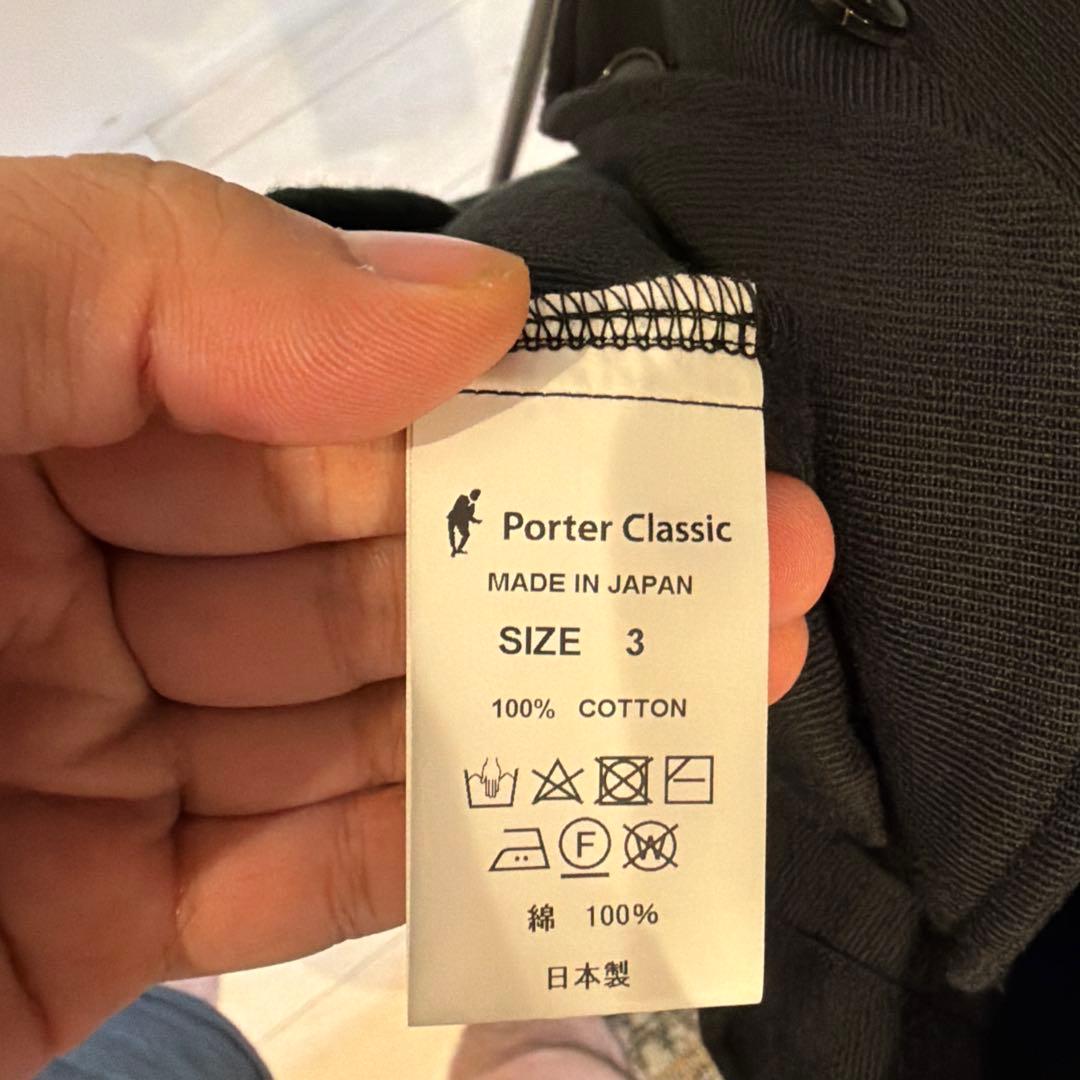 Porter Classic
MADE IN JAPAN
SIZE 3
100% COTTON
F W
綿 100%
日本製